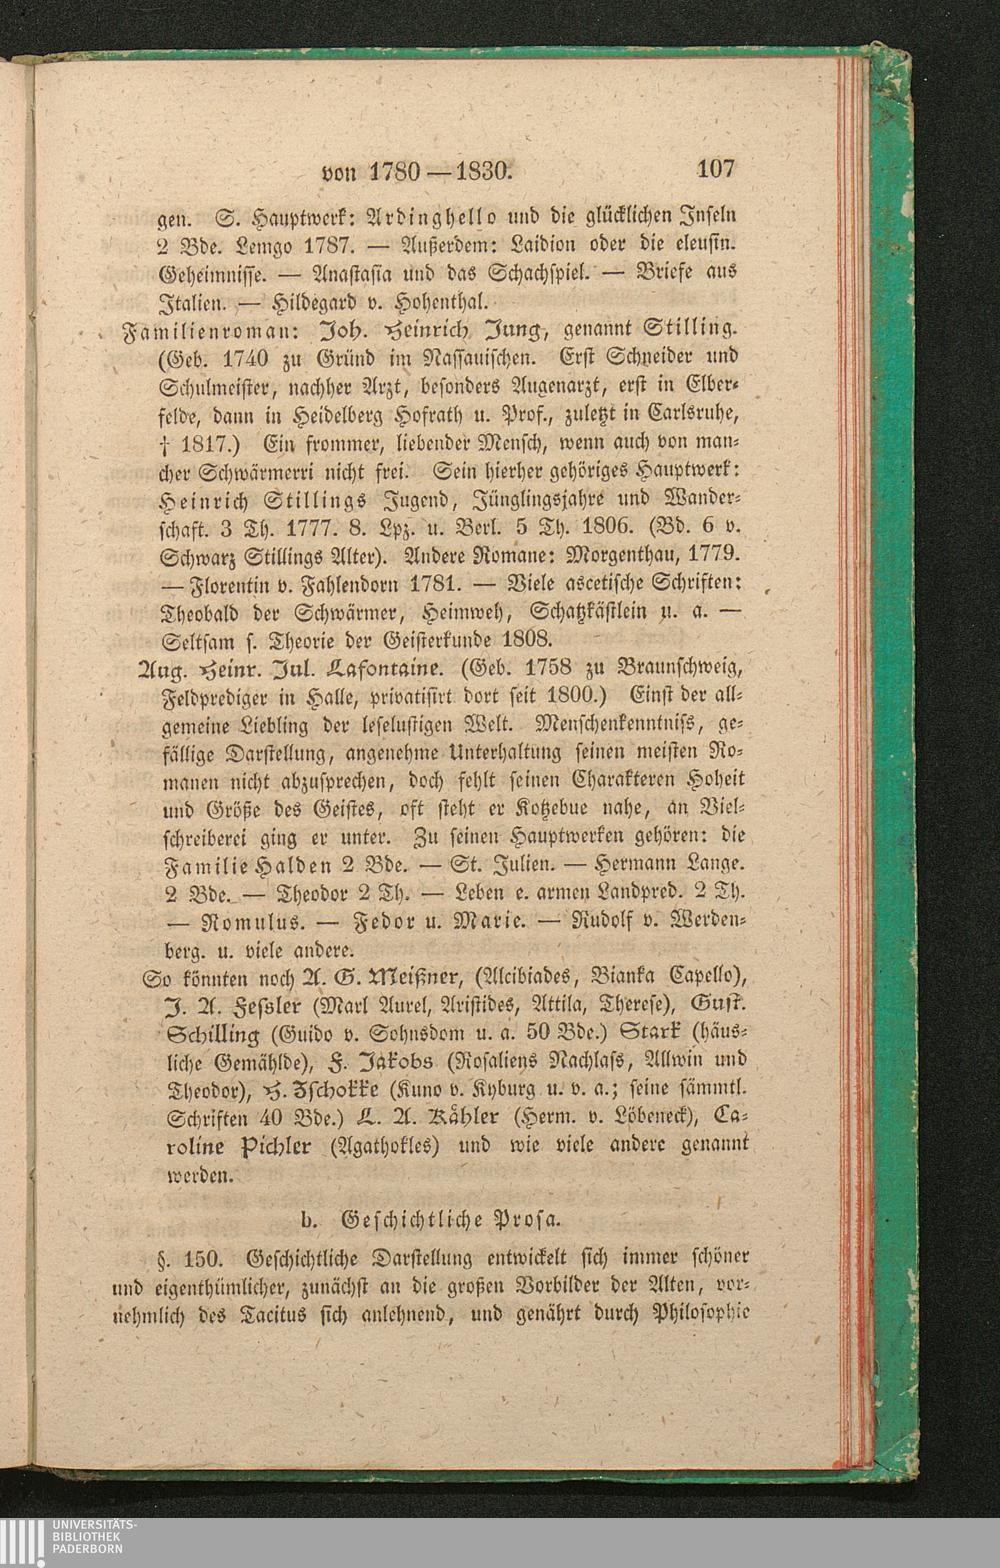 von 1780—1830. 107
gen. S. Hauptwerk: Ardinghello und die glücklichen Inseln
2 Bde. Lemgo 1787. — Außerdem: Laidion oder die eleusin.
Geheimnisse. — Anastasia und das Schachspiel. — Briefe aus
Italien. — Hildegard v. Hohenthal.
Familienroman: Joh. Heinrich Jung, genannt Stilling.
(Geb. 1740 zu Gründ im Nassauischen. Erst Schneider und
Schulmeister, nachher Arzt, besonders Augenarzt, erst in Elber-
felde, dann in Heidelberg Hofrath u. Prof., zuletzt in Carlsruhe,
† 1817.) Ein frommer, liebender Mensch, wenn auch von man-
cher Schwärmerri nicht frei. Sein hierher gehöriges Hauptwerk:
Heinrich Stillings Jugend, Jünglingsjahre und Wander-
schaft. 3 Th. 1777. 8. Lpz. u. Berl. 5 Th. 1806. (Bd. 6 v.
Schwarz Stillings Alter). Andere Romane: Morgenthau, 1779.
— Florentin v. Fahlendorn 1781. — Viele ascetische Schriften:
Theobald der Schwärmer, Heimweh, Schatzkästlein u. a. —
Seltsam s. Theorie der Geisterkunde 1808.
Aug. Heinr. Jul. Lafontaine. (Geb. 1758 zu Braunschweig,
Feldprediger in Halle, privatisirt dort seit 1800.) Einst der all-
gemeine Liebling der leselustigen Welt. Menschenkenntniss, ge-
fällige Darstellung, angenehme Unterhaltung seinen meisten Ro-
manen nicht abzusprechen, doch fehlt seinen Charakteren Hoheit
und Größe des Geistes, oft steht er Kotzebue nahe, an Viel-
schreiberei ging er unter. Zu seinen Hauptwerken gehören: die
Familie Halden 2 Bde. — St. Julien. — Hermann Lange.
2 Bde. — Theodor 2 Th. — Leben e. armen Landpred. 2 Th.
— Romulus. — Fedor u. Marie. — Rudolf v. Werden-
berg. u. viele andere.
So könnten noch A. G. Meißner, (Alcibiades, Bianka Capello),
J. A. Fessler (Mark Aurel, Aristides, Attila, Therese), Gust.
Schilling (Guido v. Sohnsdom u. a. 50 Bde.) Stark (häus-
liche Gemählde), F. Jakobs (Rosaliens Nachlass, Allwin und
Theodor), H. Zschokke (Kuno v. Kyburg u. v. a.; seine sämmtl.
Schriften 40 Bde.) L. A. Kähler (Herm. v. Löbeneck), Ca-
roline Pichler (Agathokles) und wie viele andere genannt
werden.
b. Geschichtliche Prosa.
§. 150. Geschichtliche Darstellung entwickelt sich immer schöner
und eigenthümlicher, zunächst an die großen Vorbilder der Alten, vor-
nehmlich des Tacitus sich anlehnend, und genährt durch Philosophie
UNIVERSITÄTS-
BIBLIOTHEK
PADERBORN